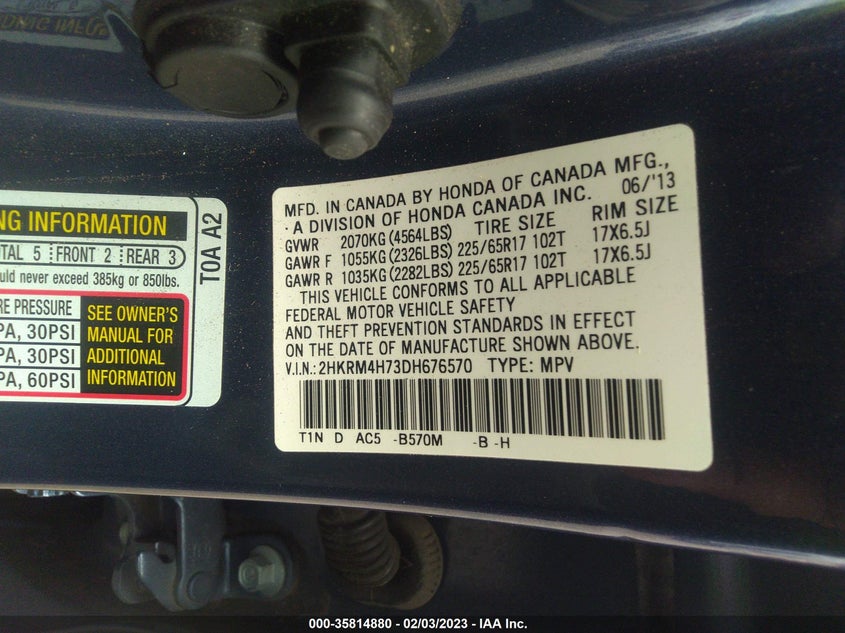 NG INFORMATION
TAL 5 FRONT 2 REAR 3
uld never exceed 385kg or 850lbs.
RE PRESSURE
PA, 30PSI
PA, 30PSI
PA, 60PSI
SEE OWNER'S
MANUAL FOR
ADDITIONAL
INFORMATION
T0A A2
MFD. IN CANADA BY HONDA OF CANADA MFG.,
A DIVISION OF HONDA CANADA INC. 06/'13
GVWR 2070KG(4564LBS) TIRE SIZE RIM SIZE
GAWR F 1055KG(2326LBS) 225/65R17 102T 17X6.5J
GAWR R 1035KG(2282LBS) 225/65R17 102T 17X6.5J
THIS VEHICLE CONFORMS TO ALL APPLICABLE
FEDERAL MOTOR VEHICLE SAFETY
AND THEFT PREVENTION STANDARDS IN EFFECT
ON THE DATE OF MANUFACTURE SHOWN ABOVE.
V.I.N.: 2HKRM4H73DH676570 TYPE: MPV
T1N D AC5 -B570M -B -H
000-35814880 - 02/03/2023 - IAA Inc.